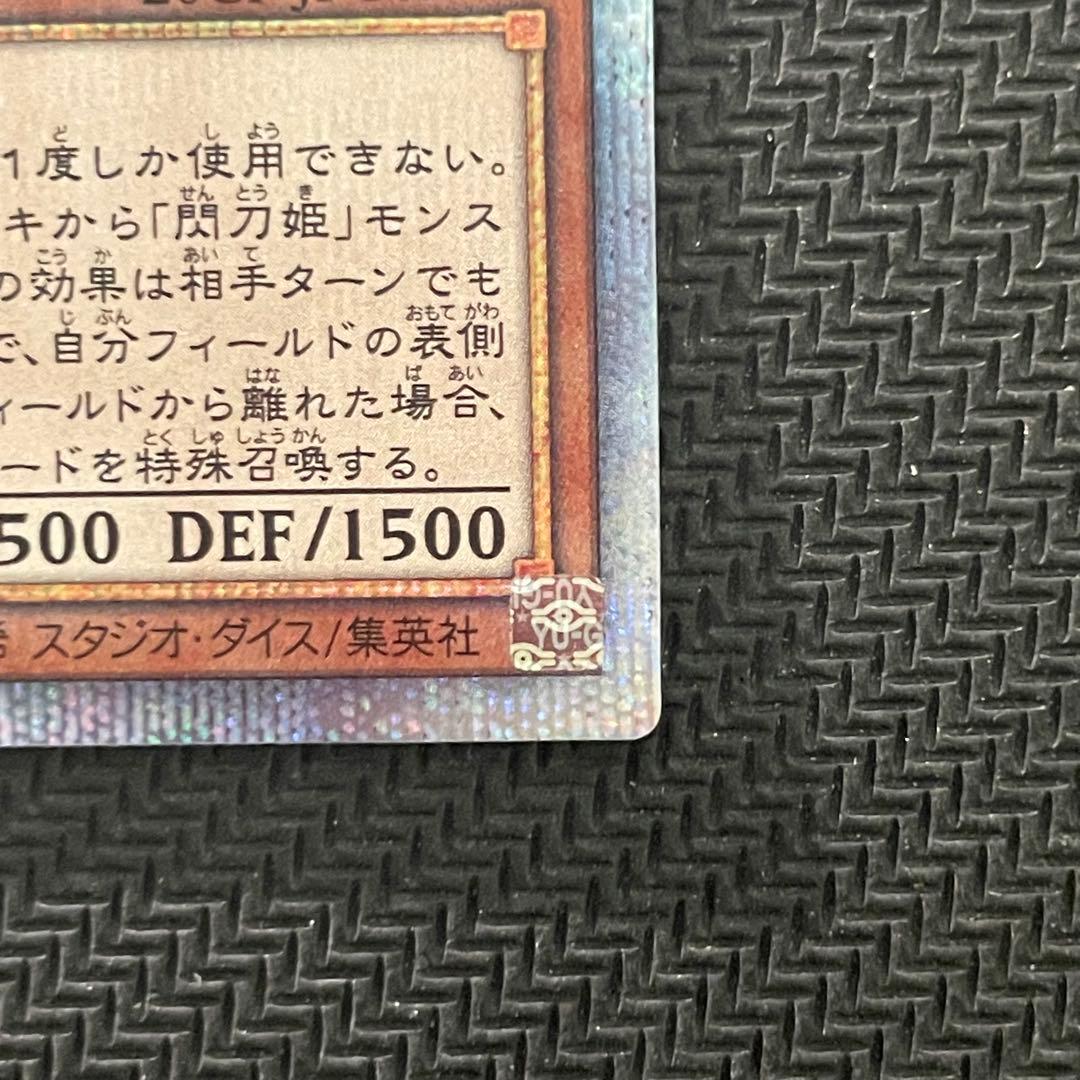 1度しか使用できない。
キから「閃刀姫」モンス
の効果は相手ターンでも
で、自分フィールドの表側
ィールドから離れた場合、
ードを特殊召喚する。
500 DEF/1500
スタジオ・ダイス/集英社